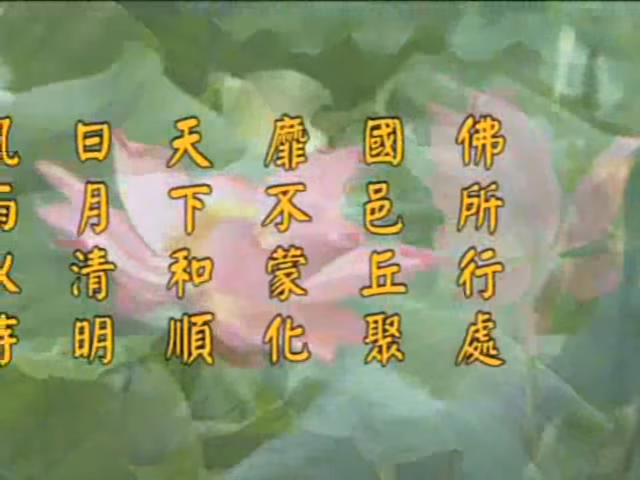 佛所行處
國邑丘聚
靡不蒙化
天下和順
日月清明
風雨以時